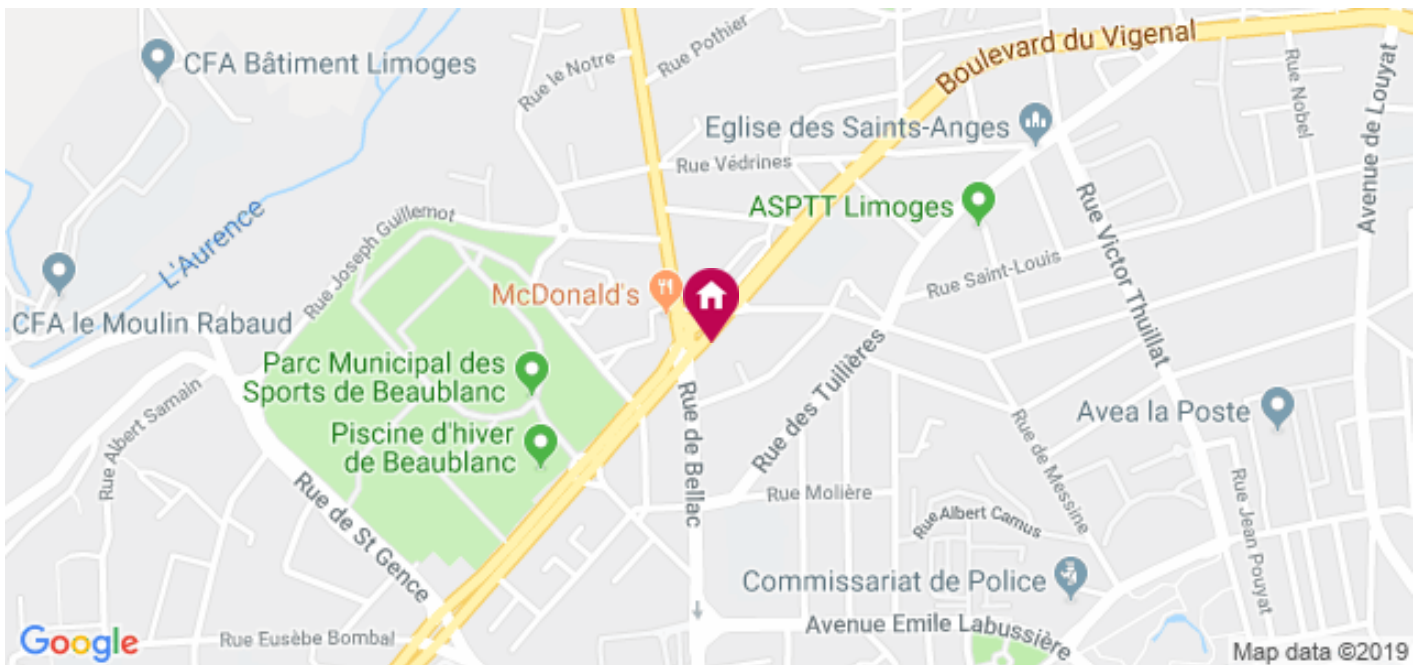 Boulevard du Vigenal
Rue Pothier
Rue le Notre
CFA Bâtiment Limoges
Rue Nobel
Eglise des Saints-Anges
Avenue de Louyat
Rue Védrines
ASPTT Limoges
Rue Victor Thuillat
L'Aurence
Rue Joseph Guillemot
Rue Saint-Louis
McDonald's
CFA le Moulin Rabaud
Parc Municipal des
Sports de Beaublanc
Rue des Tuilières
Rue de Bellac
Avea la Poste
Rue Albert Samain
Piscine d'hiver
de Beaublanc
Rue de Messine
Rue Molière
Rue de St Gence
Rue Albert Camus
Rue Jean Pouyat
Commissariat de Police
Avenue Emile Labussière
Rue Eusèbe Bombal
Google
Map data ©2019